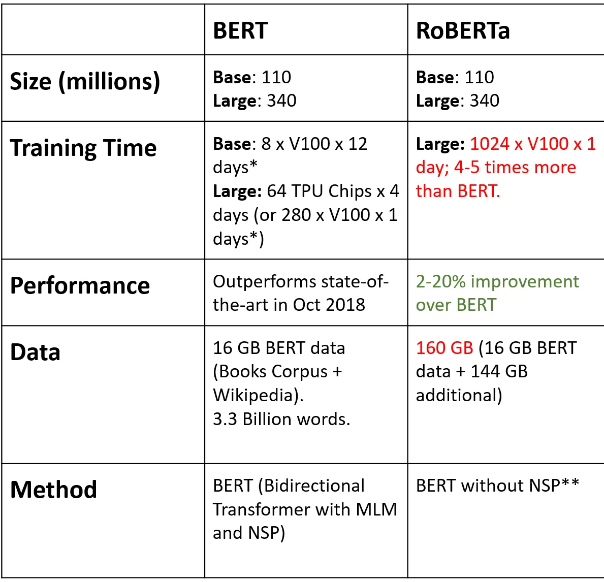 BERT
RoBERTa
Size (millions)
Base: 110
Large: 340
Base: 110
Large: 340
Training Time
Base: 8 x V100 x 12
days*
Large: 64 TPU Chips x 4
days (or 280 x V100 x 1
days*)
Large: 1024 x V100 x 1
day; 4-5 times more
than BERT.
Performance
Outperforms state-of-
the-art in Oct 2018
2-20% improvement
over BERT
Data
16 GB BERT data
(Books Corpus +
Wikipedia).
3.3 Billion words.
160 GB (16 GB BERT
data + 144 GB
additional)
Method
BERT (Bidirectional
Transformer with MLM
and NSP)
BERT without NSP**